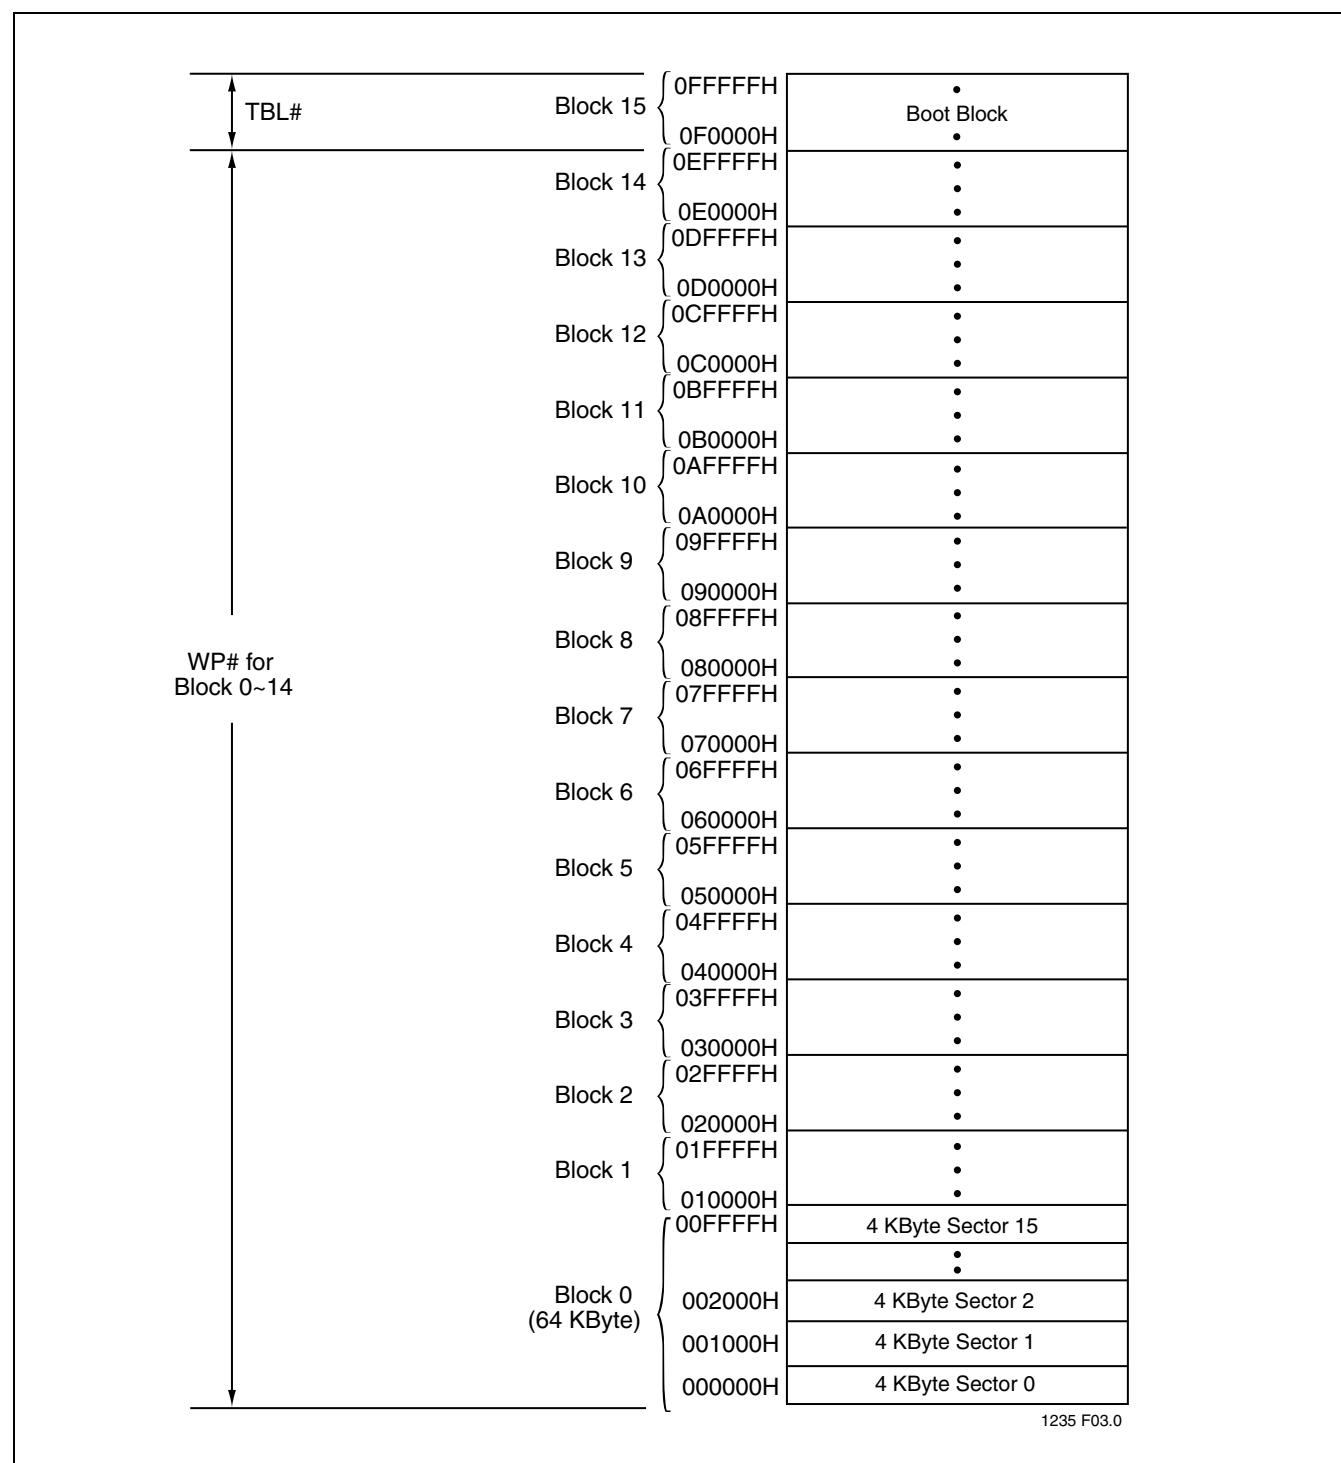 TBL#
Block 15
0FFFFFH
0F0000H
Boot Block
Block 14
0EFFFFH
0E0000H
Block 13
0DFFFFH
0D0000H
Block 12
0CFFFFH
0C0000H
Block 11
0BFFFFH
0B0000H
Block 10
0AFFFFH
0A0000H
Block 9
09FFFFH
090000H
Block 8
08FFFFH
080000H
WP# for
Block 0~14
Block 7
07FFFFH
070000H
Block 6
06FFFFH
060000H
Block 5
05FFFFH
050000H
Block 4
04FFFFH
040000H
Block 3
03FFFFH
030000H
Block 2
02FFFFH
020000H
Block 1
01FFFFH
010000H
00FFFFH
4 KByte Sector 15
Block 0
(64 KByte)
002000H
4 KByte Sector 2
001000H
4 KByte Sector 1
000000H
4 KByte Sector 0
1235 F03.0